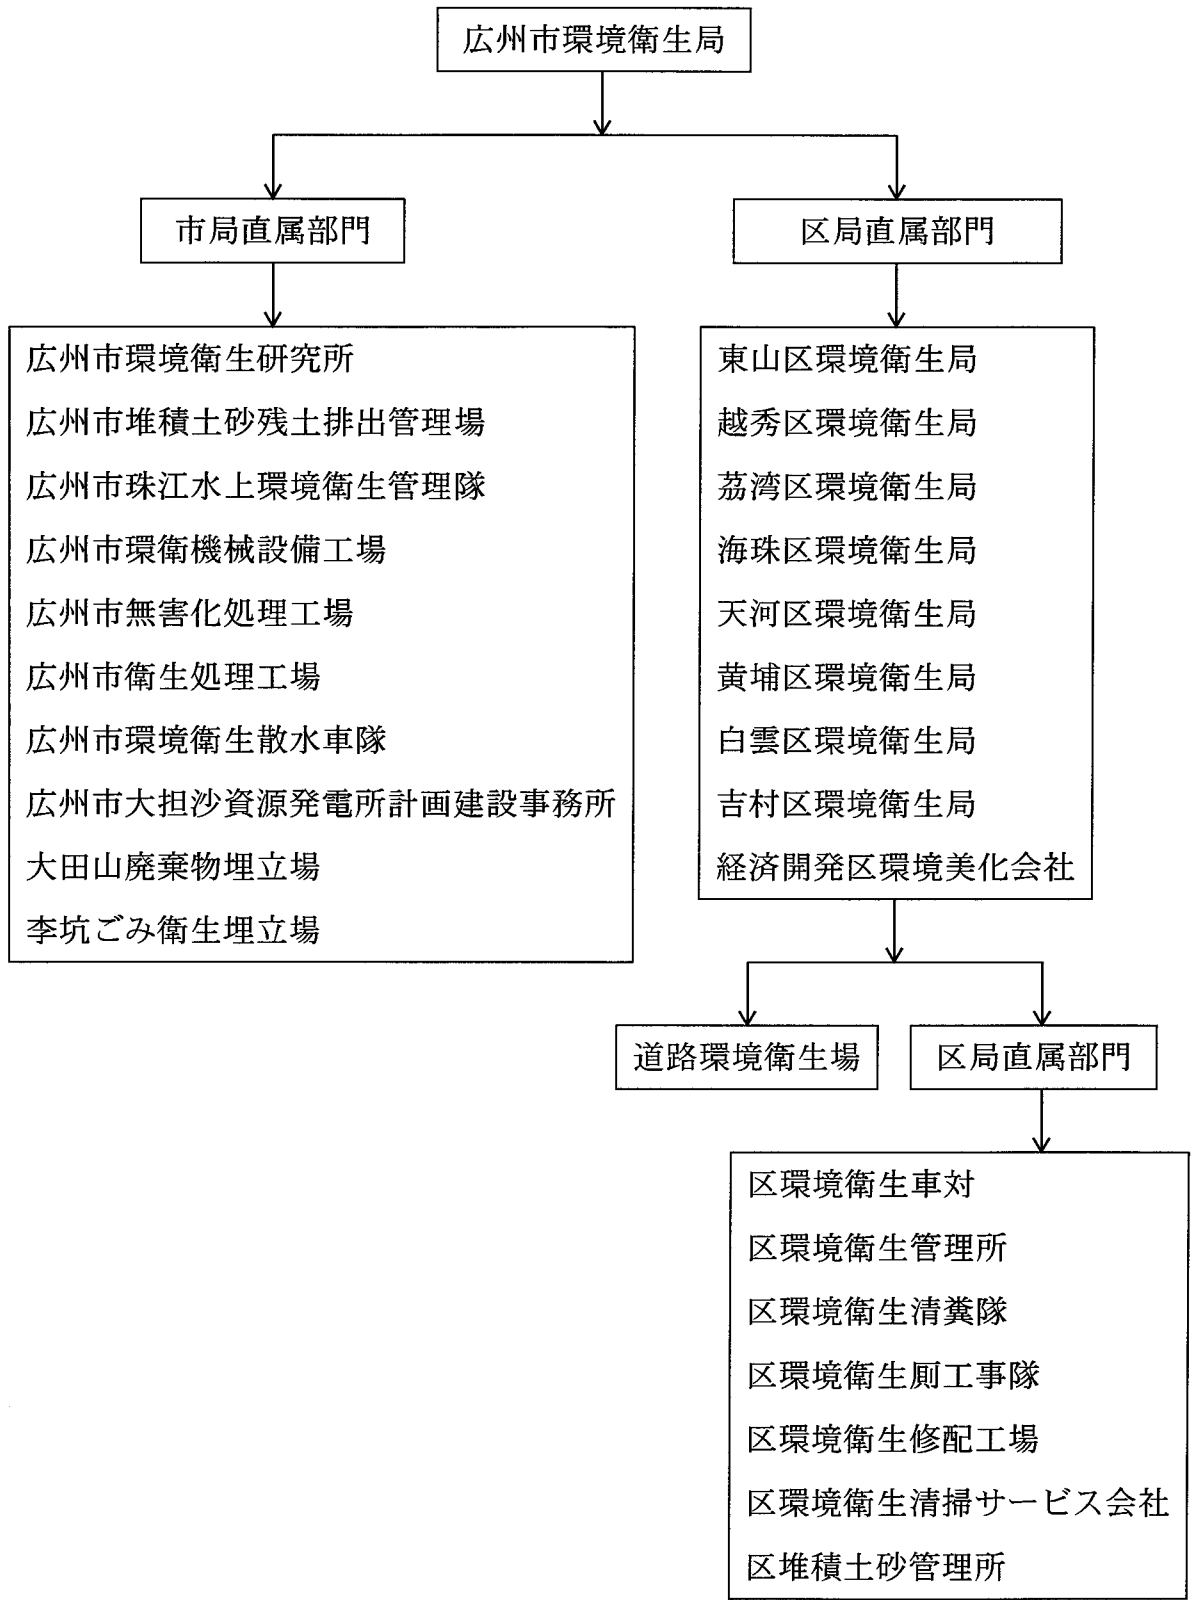 広州市環境衛生局
市局直属部門
区局直属部門
広州市環境衛生研究所
広州市堆積土砂残土排出管理場
広州市珠江水上環境衛生管理隊
広州市環衛機械設備工場
広州市無害化処理工場
広州市衛生処理工場
広州市環境衛生散水車隊
広州市大担沙資源発電所計画建設事務所
大田山廃棄物埋立場
李坑ごみ衛生埋立場
東山区環境衛生局
越秀区環境衛生局
荔湾区環境衛生局
海珠区環境衛生局
天河区環境衛生局
黄埔区環境衛生局
白雲区環境衛生局
吉村区環境衛生局
経済開発区環境美化会社
道路環境衛生場
区局直属部門
区環境衛生車対
区環境衛生管理所
区環境衛生清糞隊
区環境衛生厠工事隊
区環境衛生修配工場
区環境衛生清掃サービス会社
区堆積土砂管理所